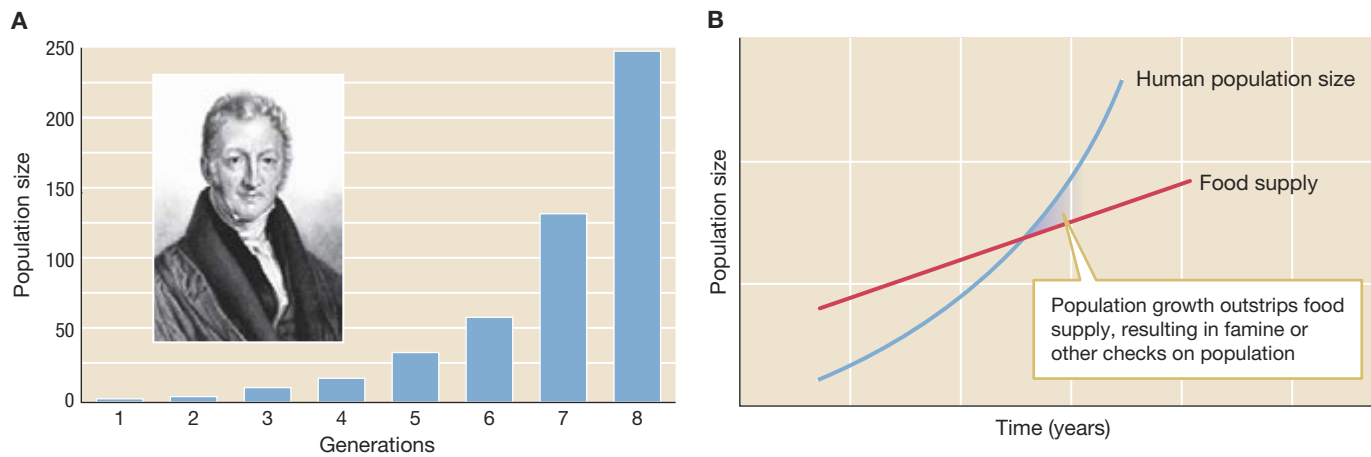 A
250
200
150
100
50
0
Population size
1 2 3 4 5 6 7 8
Generations
B
Human population size
Food supply
Population growth outstrips food
supply, resulting in famine or
other checks on population
Population size
Time (years)